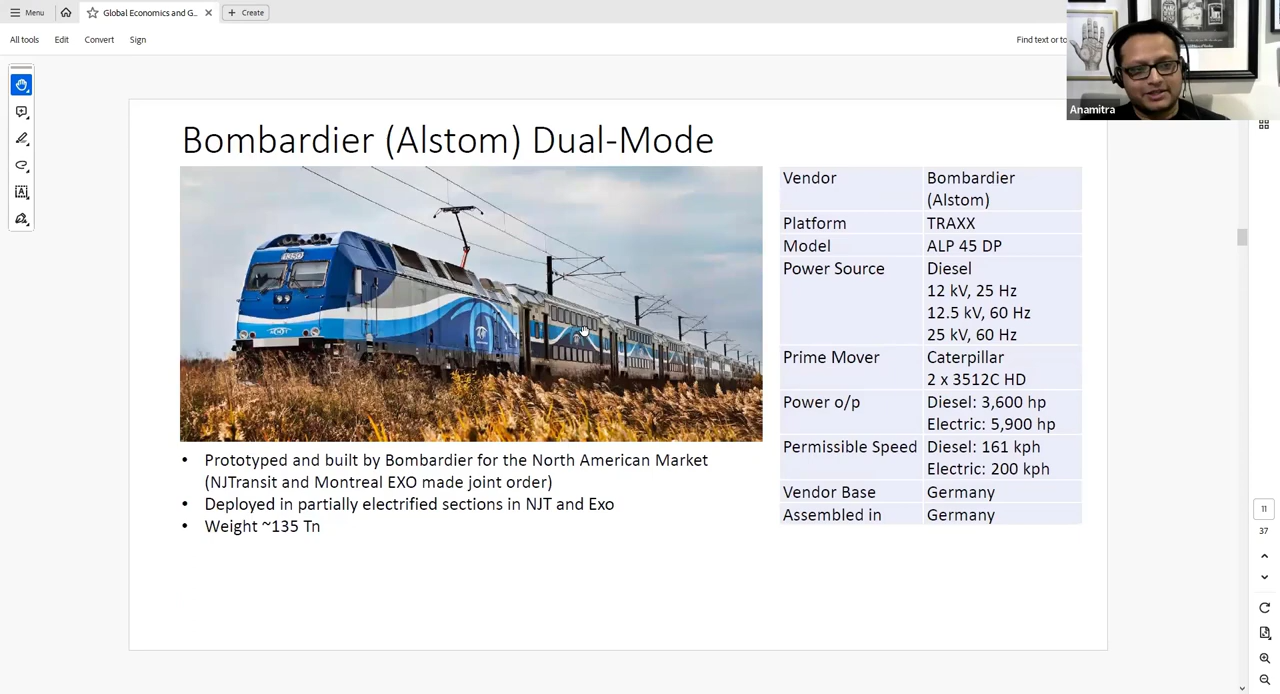 Menu
Global Economics and G...
Create
All tools
Edit
Convert
Sign
Find text or to
Anamitra
Bombardier (Alstom) Dual-Mode
1350
Vendor Bombardier
(Alstom)
Platform TRAXX
Model ALP 45 DP
Power Source Diesel
12 kV, 25 Hz
12.5 kV, 60 Hz
25 kV, 60 Hz
Prime Mover Caterpillar
2 x 3512C HD
Power o/p Diesel: 3,600 hp
Electric: 5,900 hp
Permissible Speed Diesel: 161 kph
Electric: 200 kph
Vendor Base Germany
Assembled in Germany
• Prototyped and built by Bombardier for the North American Market
(NJTransit and Montreal EXO made joint order)
• Deployed in partially electrified sections in NJT and Exo
• Weight ~135 Tn
11
37